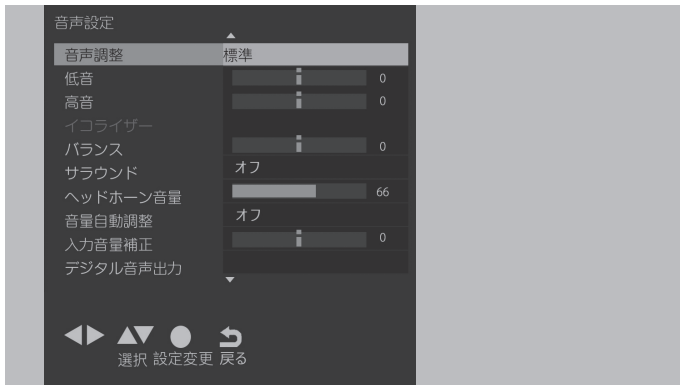 音声設定
音声調整 標準
低音 0
高音 0
イコライザー
バランス 0
サラウンド オフ
ヘッドホーン音量 66
音量自動調整 オフ
入力音量補正 0
デジタル音声出力
選択 設定変更 戻る